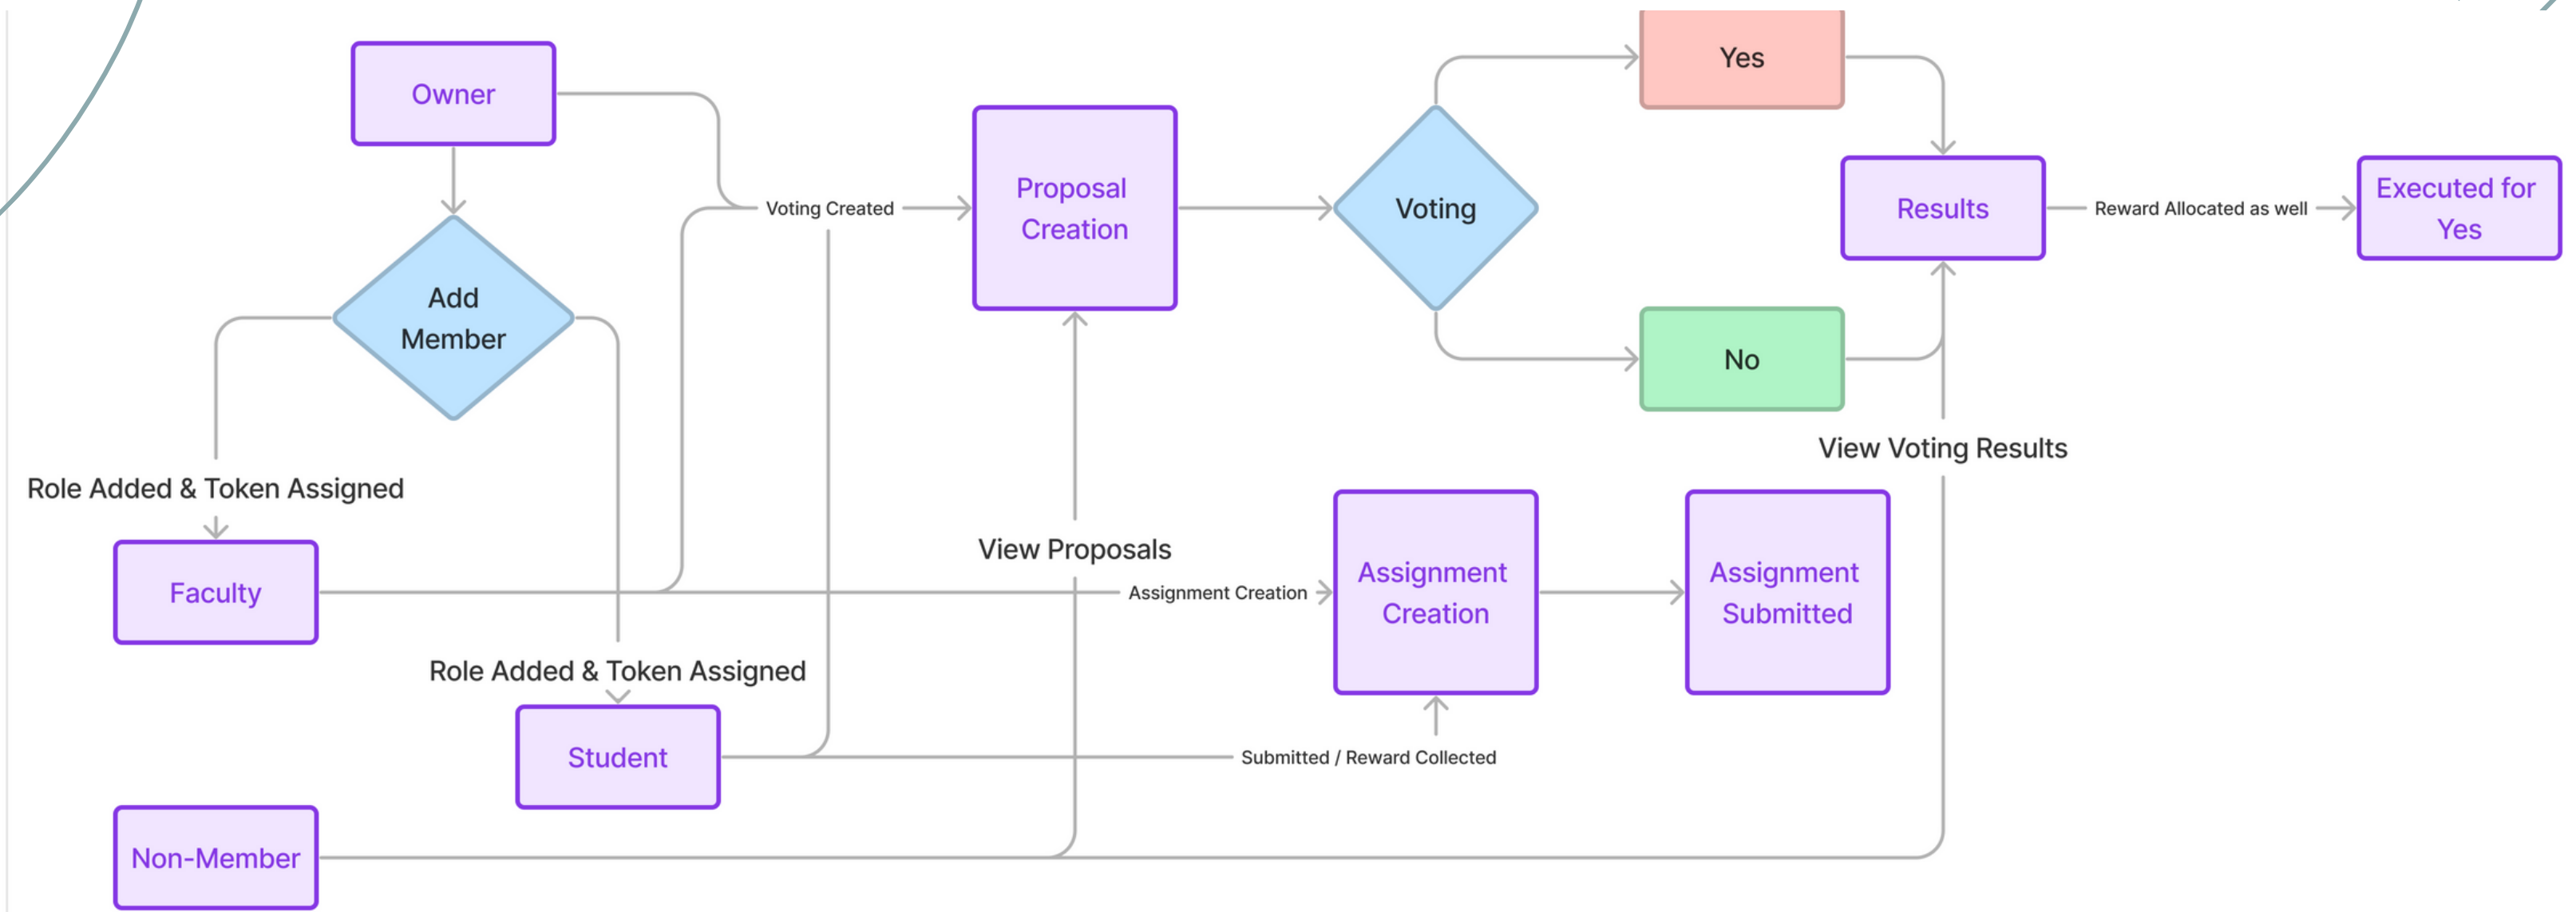 Owner
Yes
Proposal
Creation
Voting Created
Voting
Results
Reward Allocated as well
Executed for
Yes
Add
Member
No
View Voting Results
Role Added & Token Assigned
View Proposals
Faculty
Assignment Creation
Assignment
Creation
Assignment
Submitted
Role Added & Token Assigned
Student
Submitted / Reward Collected
Non-Member